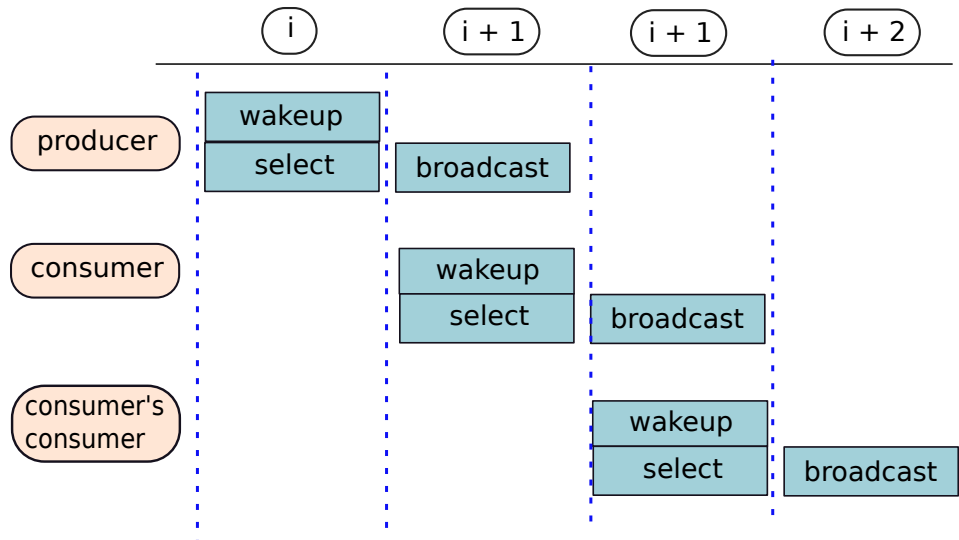 i
i + 1
i + 1
i + 2
producer
wakeup
select
broadcast
consumer
wakeup
select
broadcast
consumer's
consumer
wakeup
select
broadcast